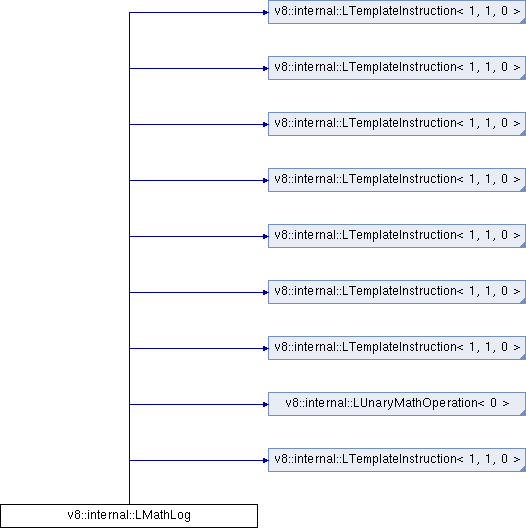 v8::internal::LTemplateInstruction< 1, 1, 0 >
v8::internal::LTemplateInstruction< 1, 1, 0 >
v8::internal::LTemplateInstruction< 1, 1, 0 >
v8::internal::LTemplateInstruction< 1, 1, 0 >
v8::internal::LTemplateInstruction< 1, 1, 0 >
v8::internal::LTemplateInstruction< 1, 1, 0 >
v8::internal::LTemplateInstruction< 1, 1, 0 >
v8::internal::LUnaryMathOperation< 0 >
v8::internal::LTemplateInstruction< 1, 1, 0 >
v8::internal::LMathLog